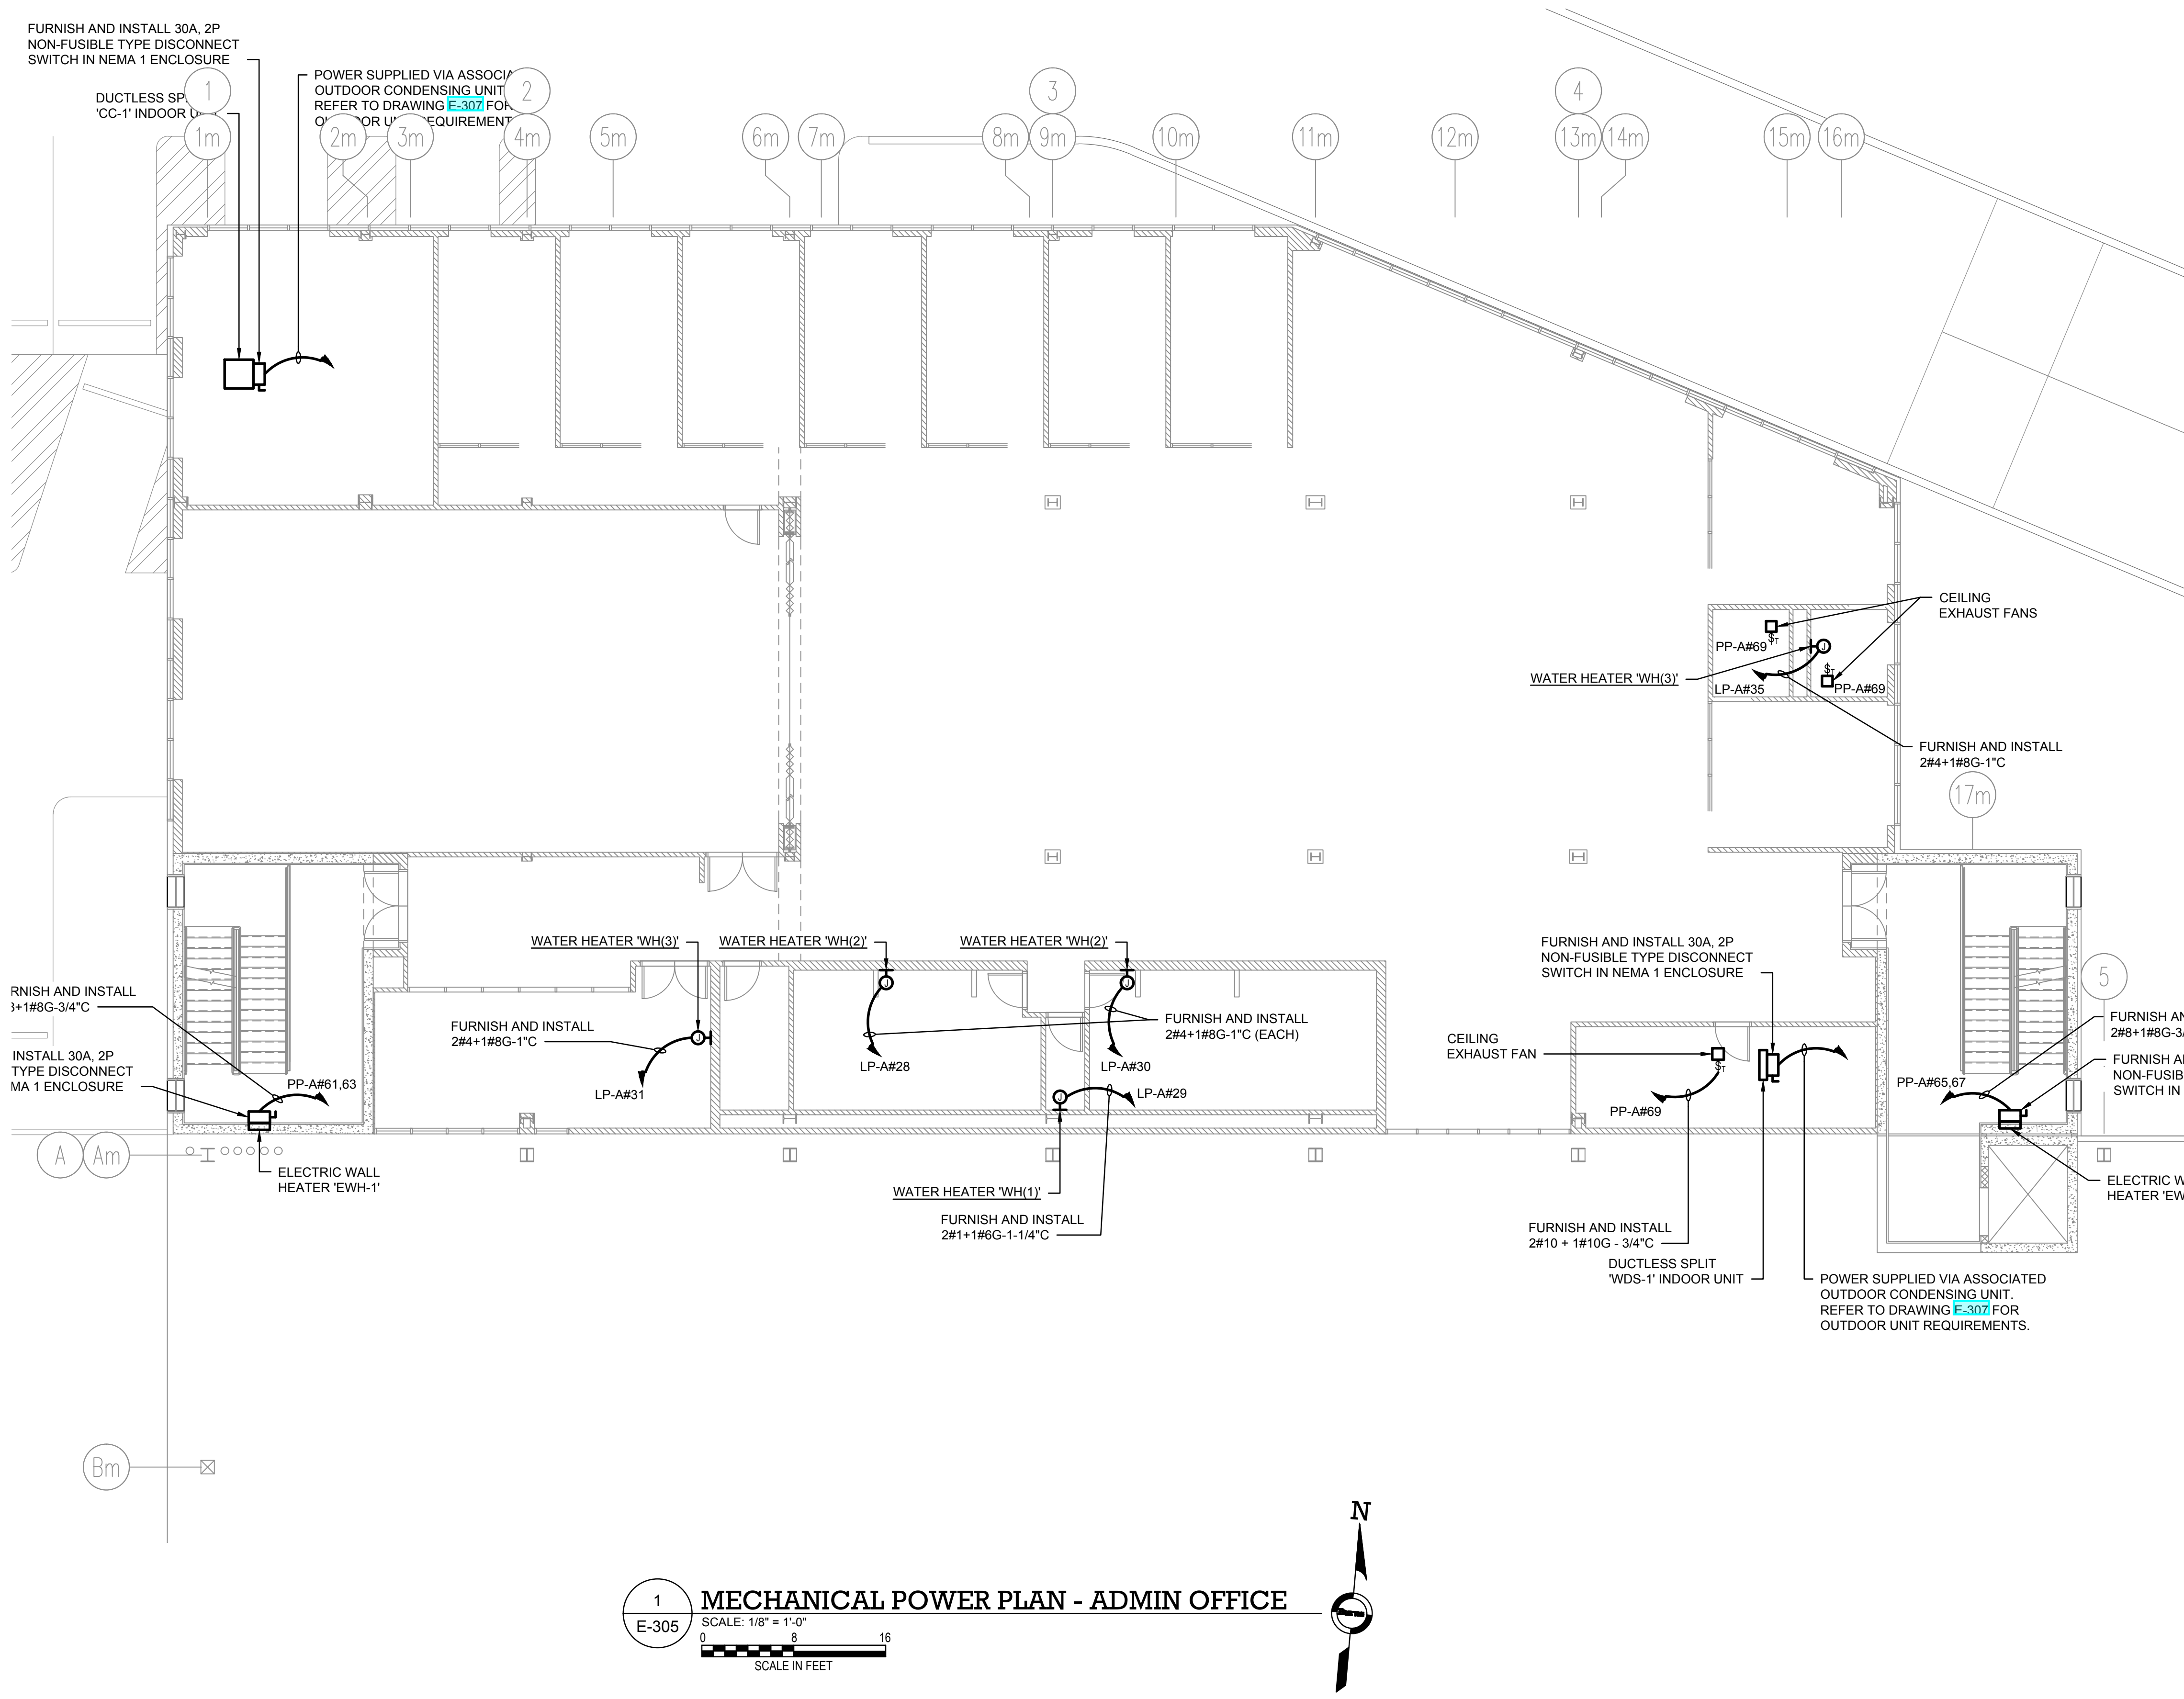 FURNISH AND INSTALL 30A, 2P
NON-FUSIBLE TYPE DISCONNECT
SWITCH IN NEMA 1 ENCLOSURE
DUCTLESS
'CC-1' INDOOR
POWER SUPPLIED VIA
OUTDOOR CONDENSING UNIT
REFER TO DRAWING E-307 FOR
1
2
3
4
1m
2m
3m
4m
5m
6m
7m
8m
9m
10m
11m
12m
13m
14m
15m
16m
CEILING
EXHAUST FANS
PP-A#69
$T
J
$T
WATER HEATER 'WH(3)'
LP-A#35
PP-A#69
FURNISH AND INSTALL
2#4+1#8G-1"C
17m
WATER HEATER 'WH(3)'
WATER HEATER 'WH(2)'
WATER HEATER 'WH(2)'
FURNISH AND INSTALL 30A, 2P
NON-FUSIBLE TYPE DISCONNECT
SWITCH IN NEMA 1 ENCLOSURE
5
J
J
AND INSTALL
+1#8G-3/4"C
FURNISH AND INSTALL
2#4+1#8G-1"C
J
FURNISH AND INSTALL
2#4+1#8G-1"C (EACH)
FURNISH
INSTALL 30A, 2P
TYPE DISCONNECT
1 ENCLOSURE
CEILING
EXHAUST FAN
$T
FURNISH
SWITCH IN
LP-A#28
LP-A#30
PP-A#61,63
LP-A#31
J
LP-A#29
PP-A#69
PP-A#65,67
A
Am
ELECTRIC WALL
HEATER 'EWH-1'
WATER HEATER 'WH(1)'
FURNISH AND INSTALL
2#1+1#6G-1-1/4"C
ELECTRIC
HEATER
FURNISH AND INSTALL
2#10 + 1#10G - 3/4"C
DUCTLESS SPLIT
'WDS-1' INDOOR UNIT
POWER SUPPLIED VIA ASSOCIATED
OUTDOOR CONDENSING UNIT.
REFER TO DRAWING E-307 FOR
OUTDOOR UNIT REQUIREMENTS.
Bm
N
Burns
1
E-305
MECHANICAL POWER PLAN - ADMIN OFFICE
SCALE: 1/8" = 1'-0"
0 8 16
SCALE IN FEET